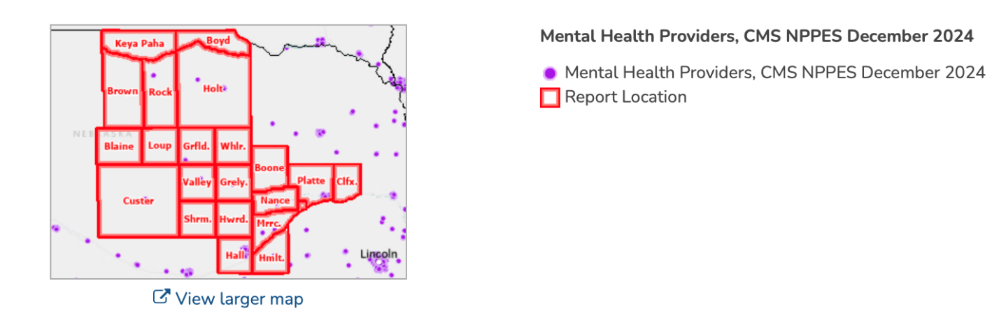 Mental Health Providers, CMS NPPES December 2024
Mental Health Providers, CMS NPPES December 2024
Report Location
Keya Paha
Boyd
Brown
Rock
Holt
NEBRASKA
Blaine
Loup
Grfld.
Whlr.
Boone
Valley
Grely.
Platte
Clfx.
Custer
Nance
Shrm.
Hwrd.
Mrrc.
Hall
Hmlt.
Lincoln
View larger map